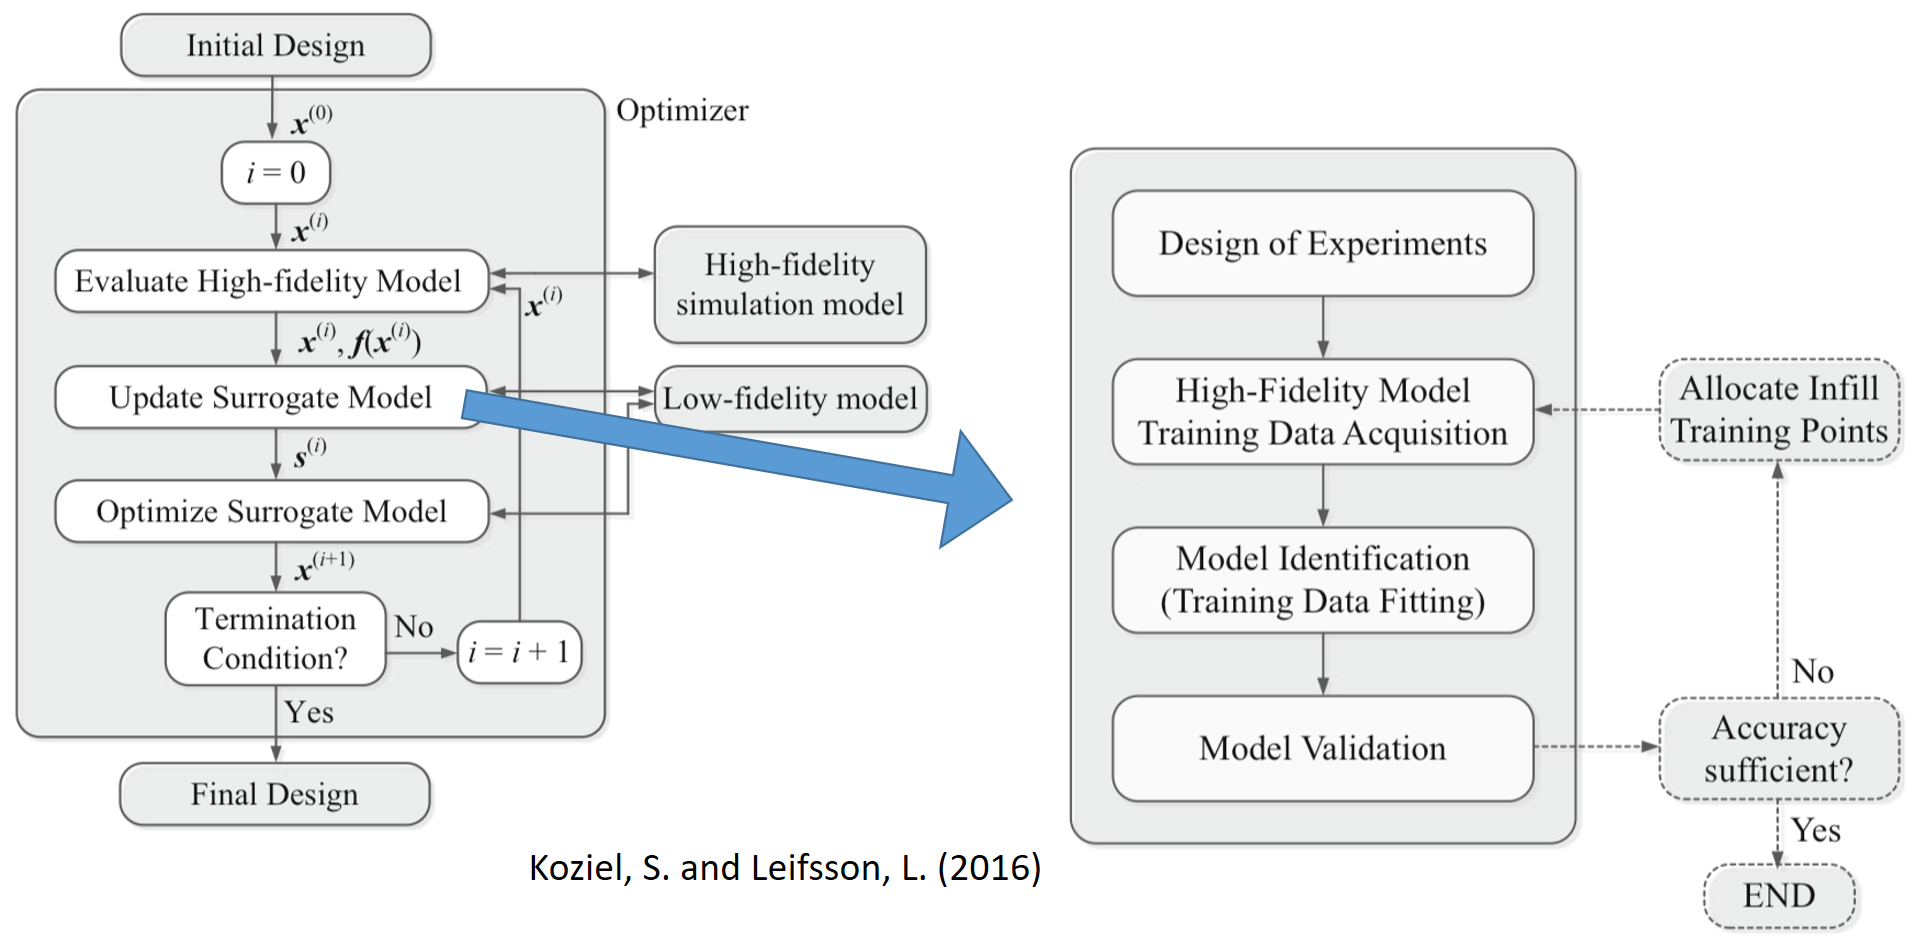 Initial Design
Optimizer
x(0)
i = 0
x(i)
Evaluate High-fidelity Model
High-fidelity
simulation model
x(i)
x(i), f(x(i))
Update Surrogate Model
Low-fidelity model
s(i)
Optimize Surrogate Model
x(i+1)
Termination
Condition?
No
i = i + 1
Yes
Final Design
Design of Experiments
High-Fidelity Model
Training Data Acquisition
Allocate Infill
Training Points
Model Identification
(Training Data Fitting)
No
Model Validation
Accuracy
sufficient?
Yes
END
Koziel, S. and Leifsson, L. (2016)